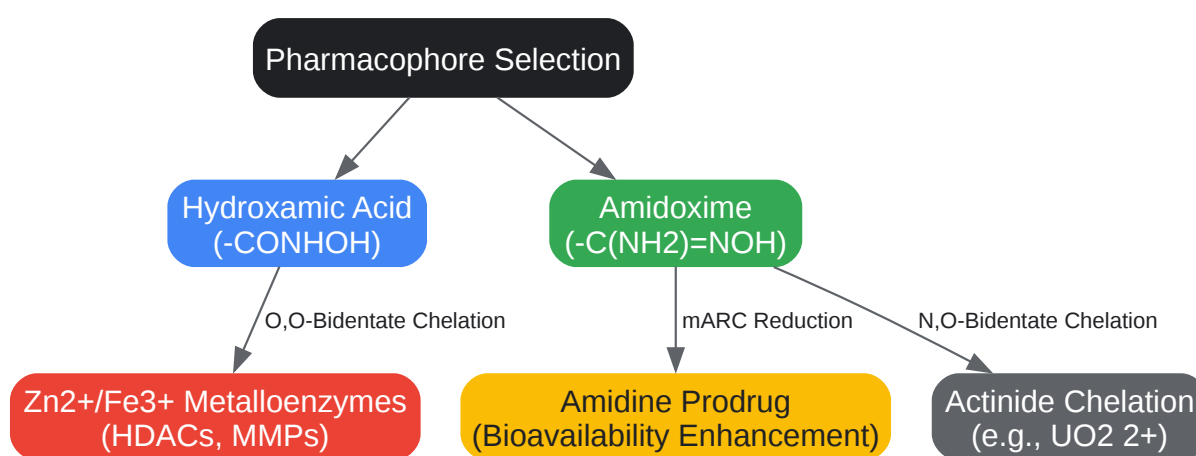 Pharmacophore Selection
Hydroxamic Acid
(-CONHOH)
Amidoxime
(-C(NH2)=NOH)
O,O-Bidentate Chelation
mARC Reduction
N,O-Bidentate Chelation
Zn2+/Fe3+ Metalloenzymes
(HDACs, MMPs)
Amidine Prodrug
(Bioavailability Enhancement)
Actinide Chelation
(e.g., UO2 2+)